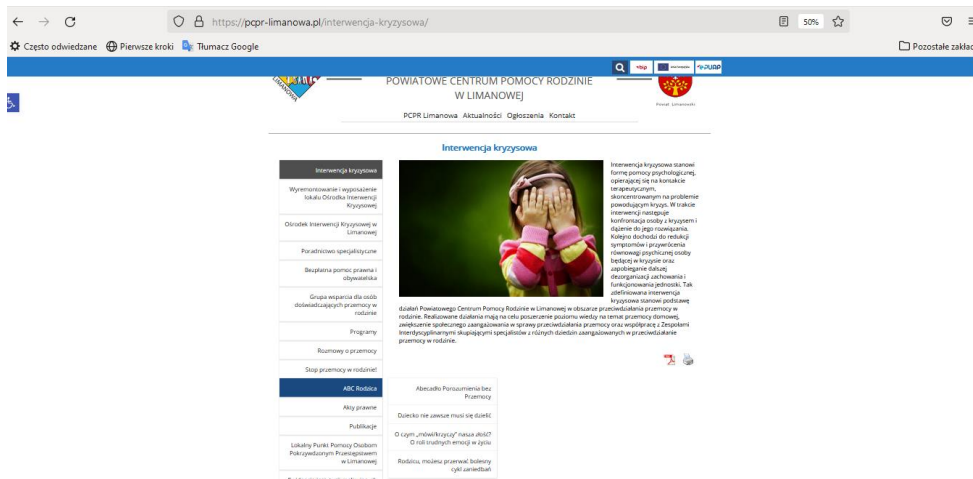 https://pcpr-limanowa.pl/interwencja-kryzysowa/
50%
Często odwiedzane Pierwsze kroki Tłumacz Google
Pozostałe zakład
bip
ePUAP
LIMANOWA
POWIATOWE CENTRUM POMOCY RODZINIE
W LIMANOWEJ
Powiat Limanowski
PCPR Limanowa Aktualności Ogłoszenia Kontakt
Interwencja kryzysowa
Interwencja kryzysowa
Wyremontowanie i wyposażenie
lokalu Ośrodka Interwencji
Kryzysowej
Ośrodek Interwencji Kryzysowej w
Limanowej
Poradnictwo specjalistyczne
Bezpłatna pomoc prawna i
obywatelska
Grupa wsparcia dla osób
doświadczających przemocy w
rodzinie
Programy
Rozmowy o przemocy
Stop przemocy w rodzinie!
ABC Rodzica
Akty prawne
Publikacje
Lokalny Punkt Pomocy Osobom
Pokrzywdzonym Przestępstwem
w Limanowej
Interwencja kryzysowa stanowi
formę pomocy psychologicznej,
opierającej się na kontakcie
terapeutycznym,
skoncentrowanym na problemie
powodującym kryzys. W trakcie
interwencji następuje
konfrontacja osoby z kryzysem i
dążenie do jego rozwiązania.
Kolejno dochodzi do redukcji
symptomów i przywrócenia
równowagi psychicznej osoby
będącej w kryzysie oraz
zapobieganie dalszej
dezorganizacji zachowania i
funkcjonowania jednostki. Tak
zdefiniowana interwencja
kryzysowa stanowi podstawę
działań Powiatowego Centrum Pomocy Rodzinie w Limanowej w obszarze przeciwdziałania przemocy w
rodzinie. Realizowane działania mają na celu poszerzenie poziomu wiedzy na temat przemocy domowej,
zwiększenie społecznego zaangażowania w sprawy przeciwdziałania przemocy oraz współpracę z Zespołami
Interdyscyplinarnymi skupiającymi specjalistów z różnych dziedzin zaangażowanych w przeciwdziałanie
przemocy w rodzinie.
Abecadło Porozumienia bez
Przemocy
Dziecko nie zawsze musi się dzielić
O czym „mówi/krzyczy” nasza złość?
O roli trudnych emocji w życiu
Rodzicu, możesz przerwać bolesny
cykl zaniedbań